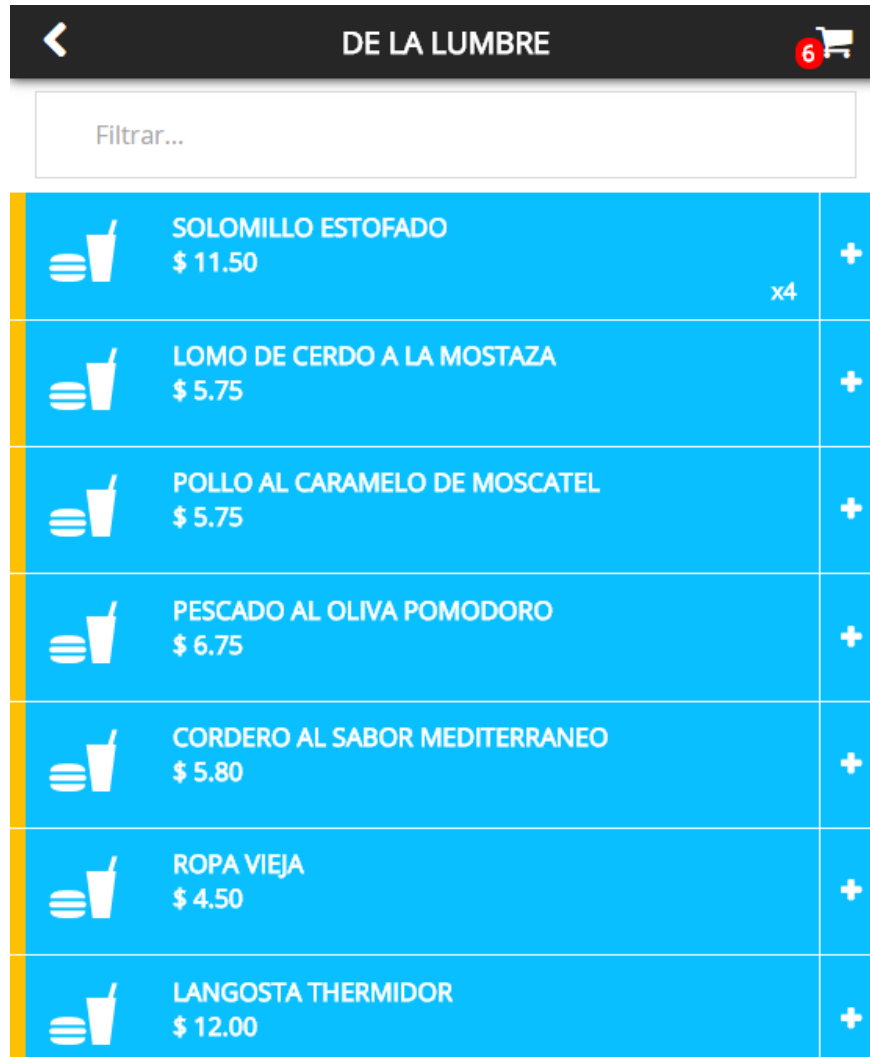 DE LA LUMBRE
6
Filtrar...
SOLOMILLO ESTOFADO
$ 11.50
x4
LOMO DE CERDO A LA MOSTAZA
$ 5.75
POLLO AL CARAMELO DE MOSCATEL
$ 5.75
PESCADO AL OLIVA POMODORO
$ 6.75
CORDERO AL SABOR MEDITERRANEO
$ 5.80
ROPA VIEJA
$ 4.50
LANGOSTA THERMIDOR
$ 12.00